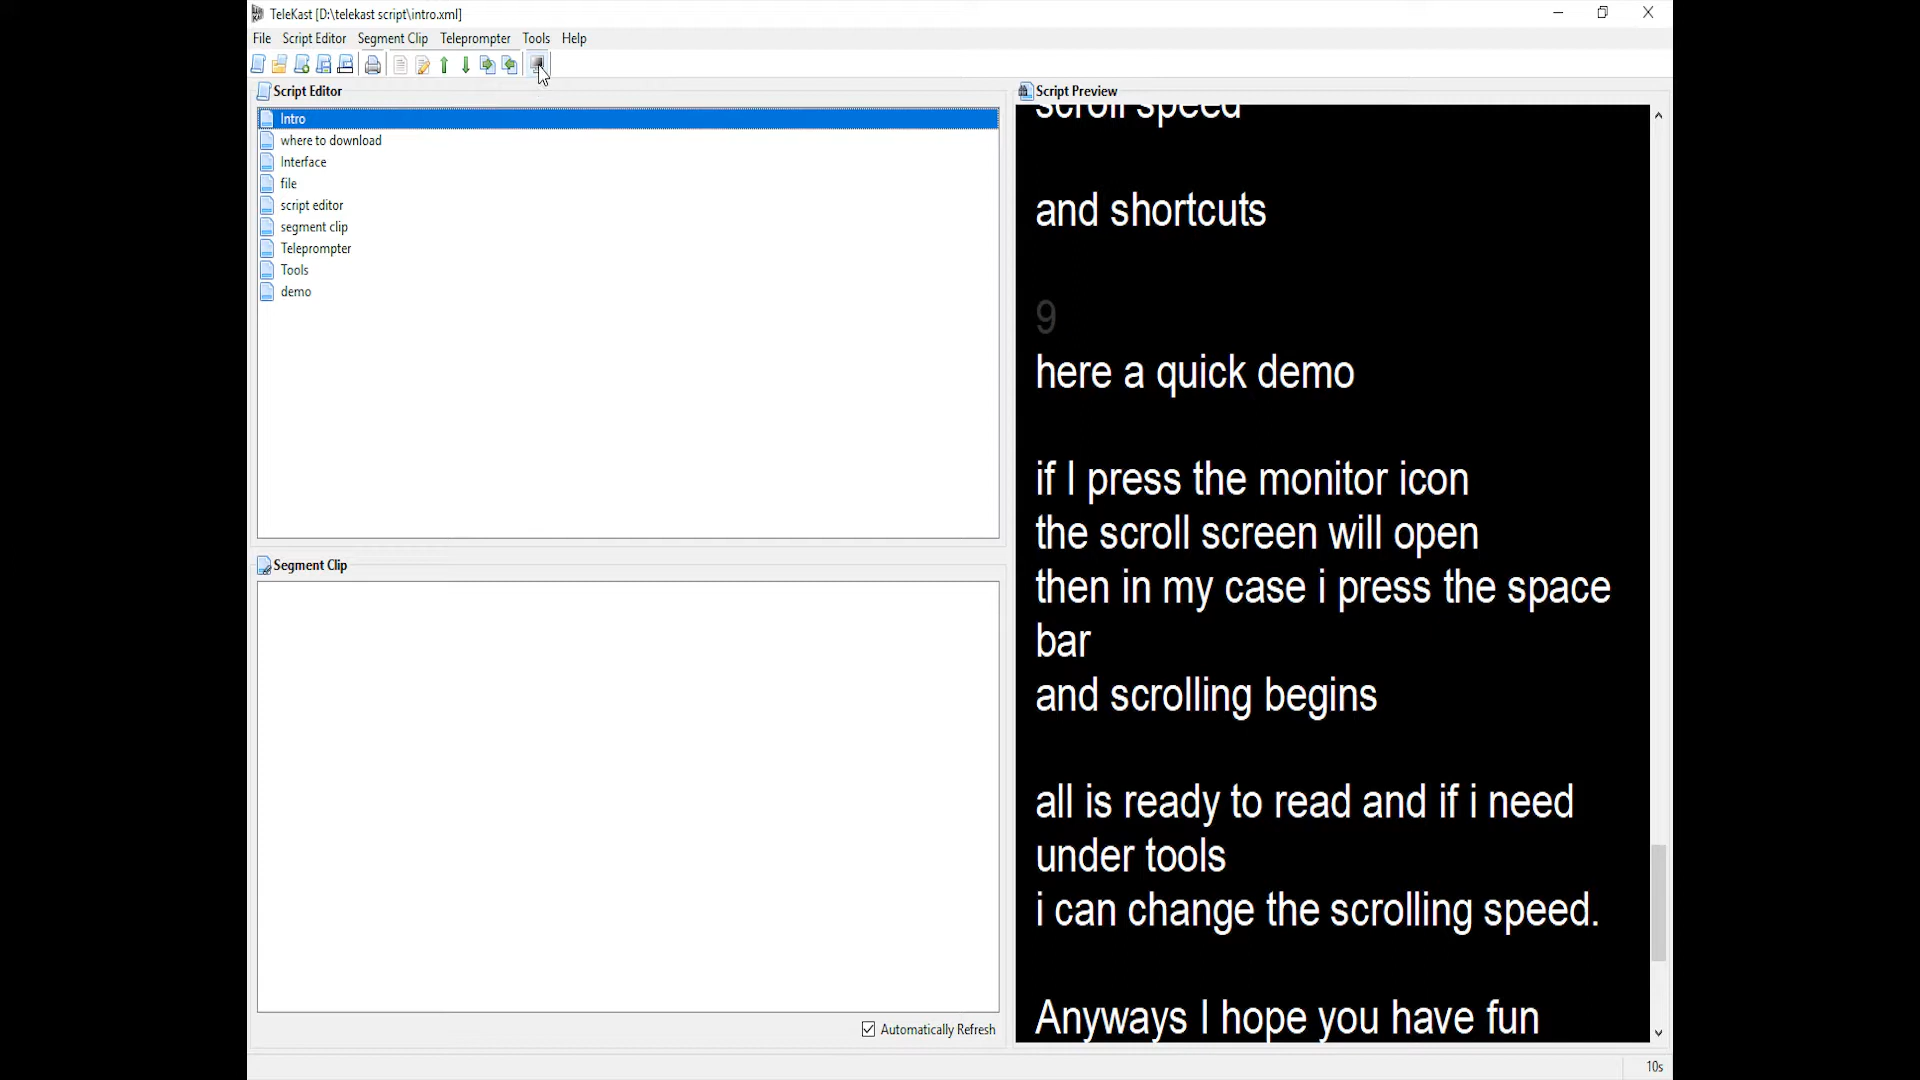 TeleKast [D:\telekast script\intro.xml]
File Script Editor Segment Clip Teleprompter Tools Help
Script Editor
Intro
where to download
Interface
file
script editor
segment clip
Teleprompter
Tools
demo
Segment Clip
Automatically Refresh
Script Preview
scroll speed
and shortcuts
9
here a quick demo
if I press the monitor icon
the scroll screen will open
then in my case i press the space
bar
and scrolling begins
all is ready to read and if i need
under tools
i can change the scrolling speed.
Anyways I hope you have fun
10s